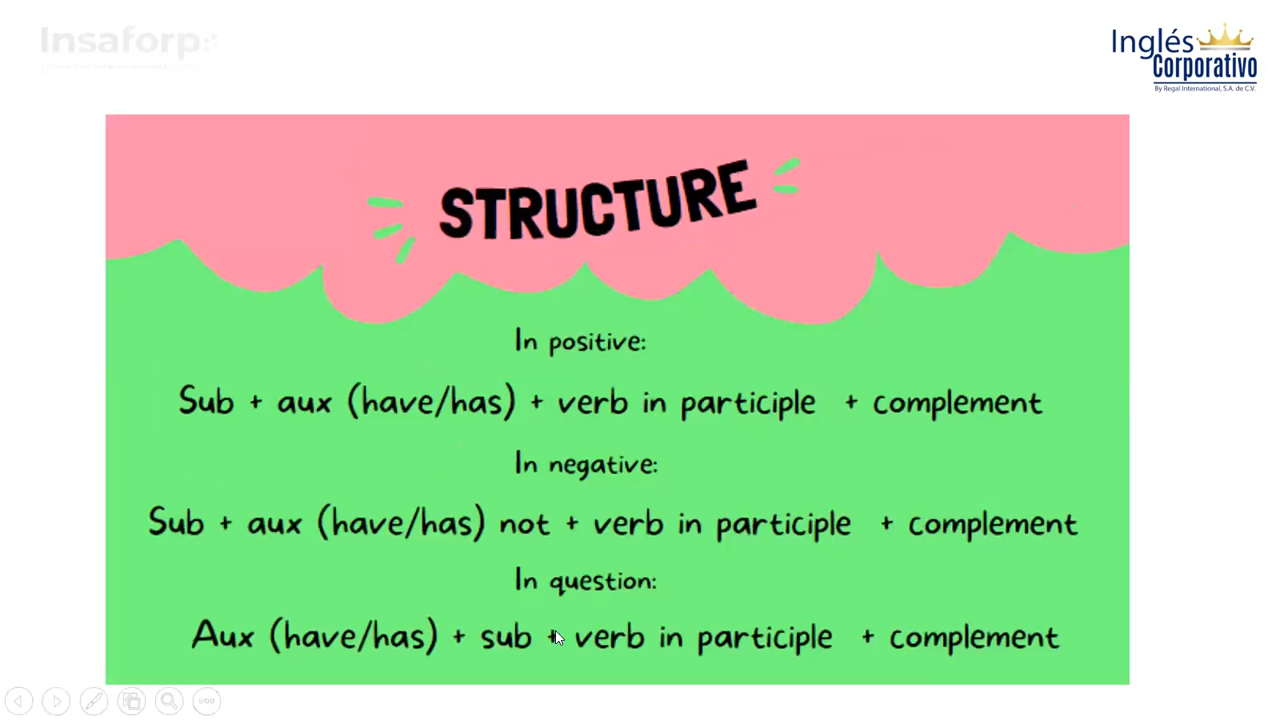 Insaforp
Inglés
Corporativo
By Regal International, S.A. de C.V.
STRUCTURE
In positive:
Sub + aux (have/has) + verb in participle + complement
In negative:
Sub + aux (have/has) not + verb in participle + complement
In question:
Aux (have/has) + sub + verb in participle + complement